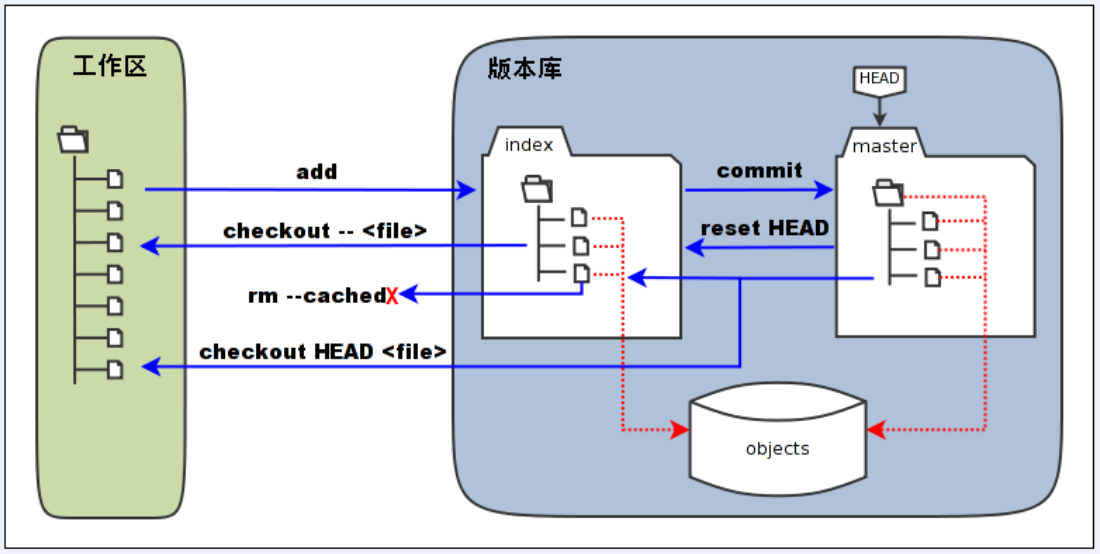 工作区
版本库
HEAD
index
master
add
commit
checkout -- <file>
reset HEAD
rm --cachedX
checkout HEAD <file>
objects